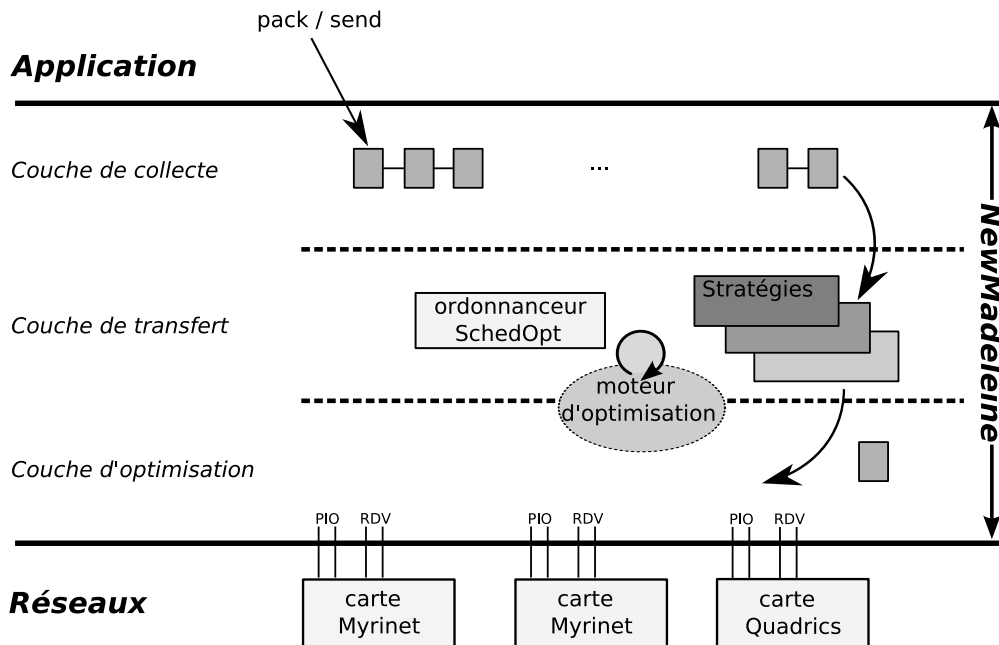 pack / send
Application
Couche de collecte
...
NewMadeleine
Stratégies
ordonnanceur
SchedOpt
Couche de transfert
moteur
d'optimisation
Couche d'optimisation
PIO RDV
PIO RDV
PIO RDV
Réseaux
carte
Myrinet
carte
Myrinet
carte
Quadrics